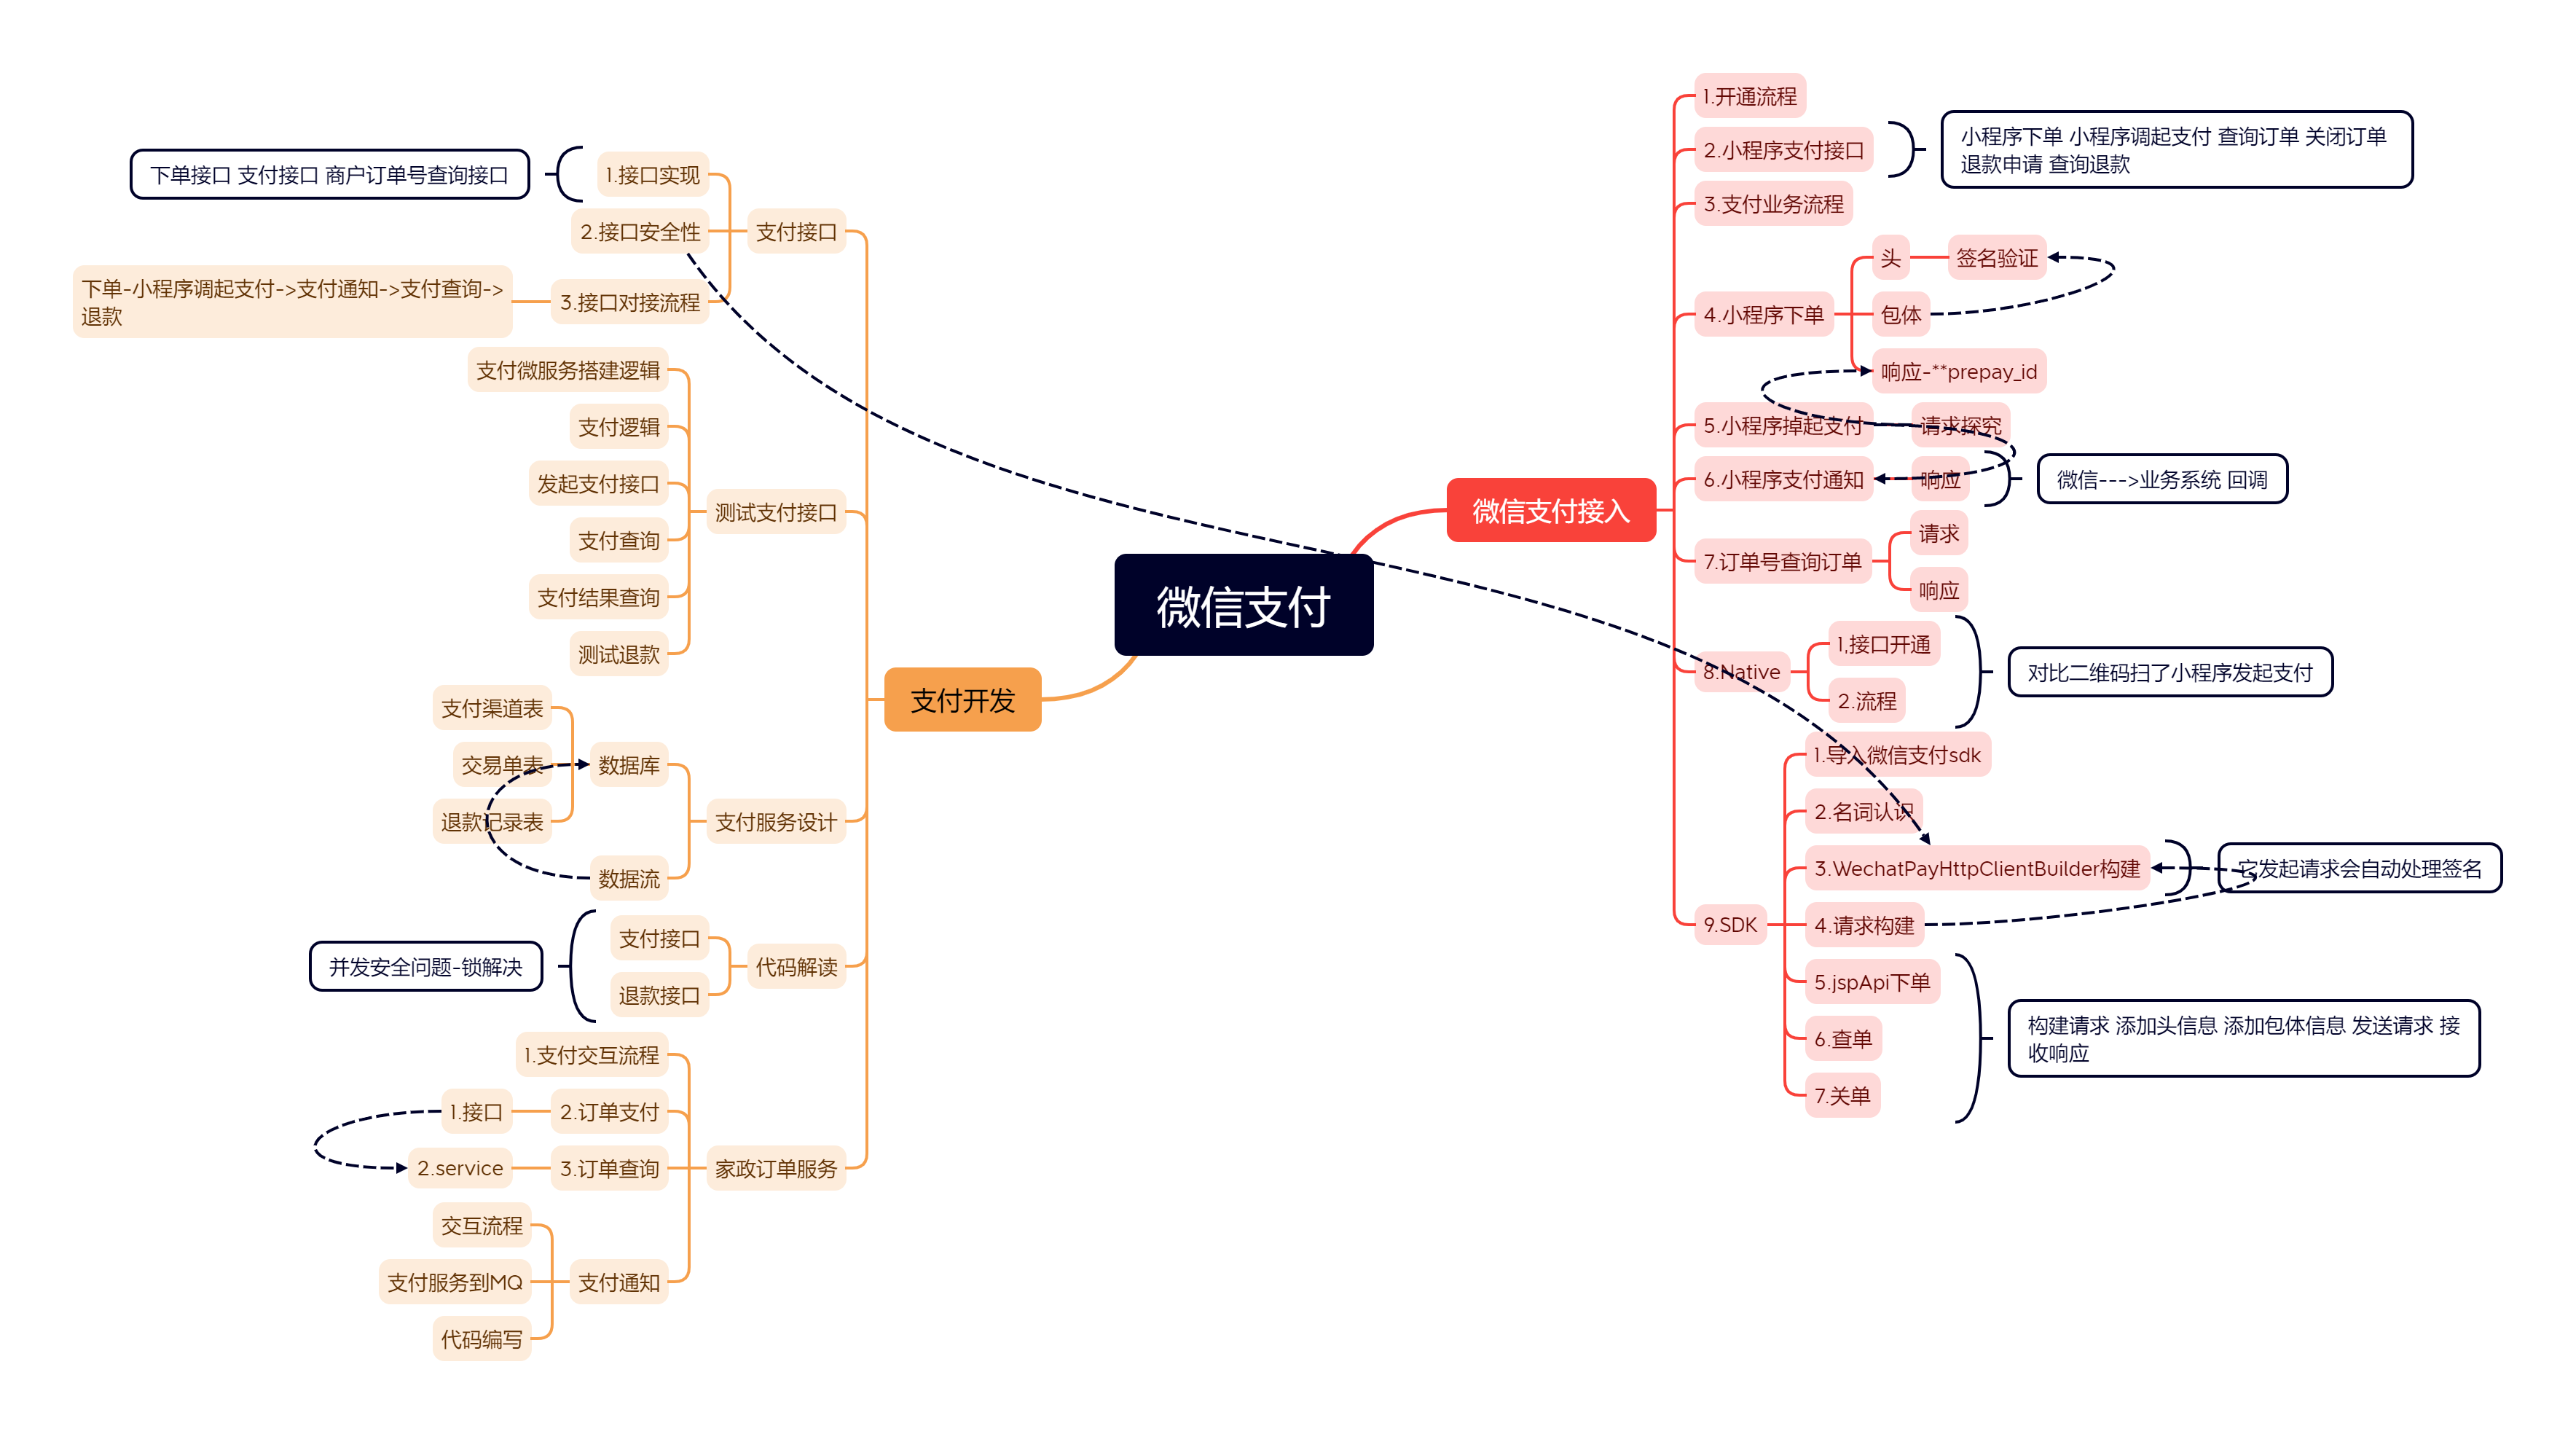 微信支付
微信支付接入
1.开通流程
2.小程序支付接口
小程序下单 小程序调起支付 查询订单 关闭订单
退款申请 查询退款
3.支付业务流程
4.小程序下单
头
签名验证
包体
响应-**prepay_id
5.小程序掉起支付
请求探究
6.小程序支付通知
响应
微信--->业务系统 回调
7.订单号查询订单
请求
响应
8.Native
1,接口开通
2.流程
对比二维码扫了小程序发起支付
9.SDK
1.导入微信支付sdk
2.名词认识
3.WechatPayHttpClientBuilder构建
它发起请求会自动处理签名
4.请求构建
5.jspApi下单
6.查单
7.关单
构建请求 添加头信息 添加包体信息 发送请求 接
收响应
支付开发
支付接口
1.接口实现
下单接口 支付接口 商户订单号查询接口
2.接口安全性
3.接口对接流程
下单-小程序调起支付->支付通知->支付查询->
退款
测试支付接口
支付微服务搭建逻辑
支付逻辑
发起支付接口
支付查询
支付结果查询
测试退款
支付服务设计
数据库
支付渠道表
交易单表
退款记录表
数据流
代码解读
支付接口
退款接口
并发安全问题-锁解决
家政订单服务
1.支付交互流程
2.订单支付
1.接口
3.订单查询
2.service
支付通知
交互流程
支付服务到MQ
代码编写